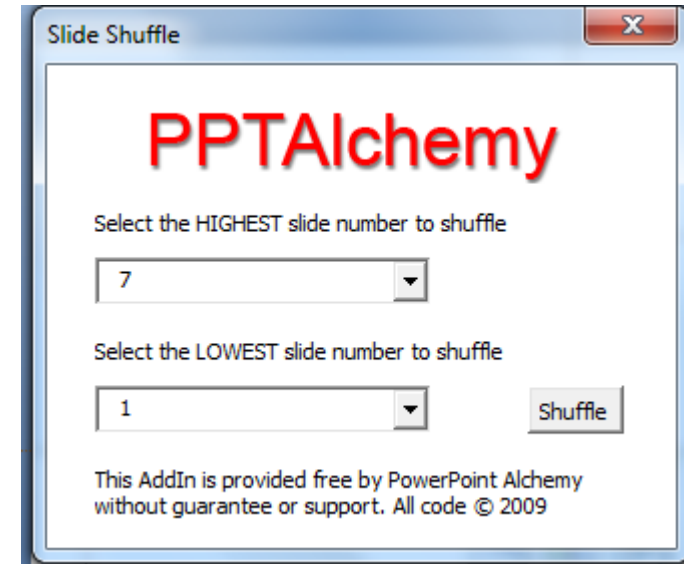 Slide Shuffle
PPTAlchemy
Select the HIGHEST slide number to shuffle
7
Select the LOWEST slide number to shuffle
1
Shuffle
This AddIn is provided free by PowerPoint Alchemy
without guarantee or support. All code © 2009